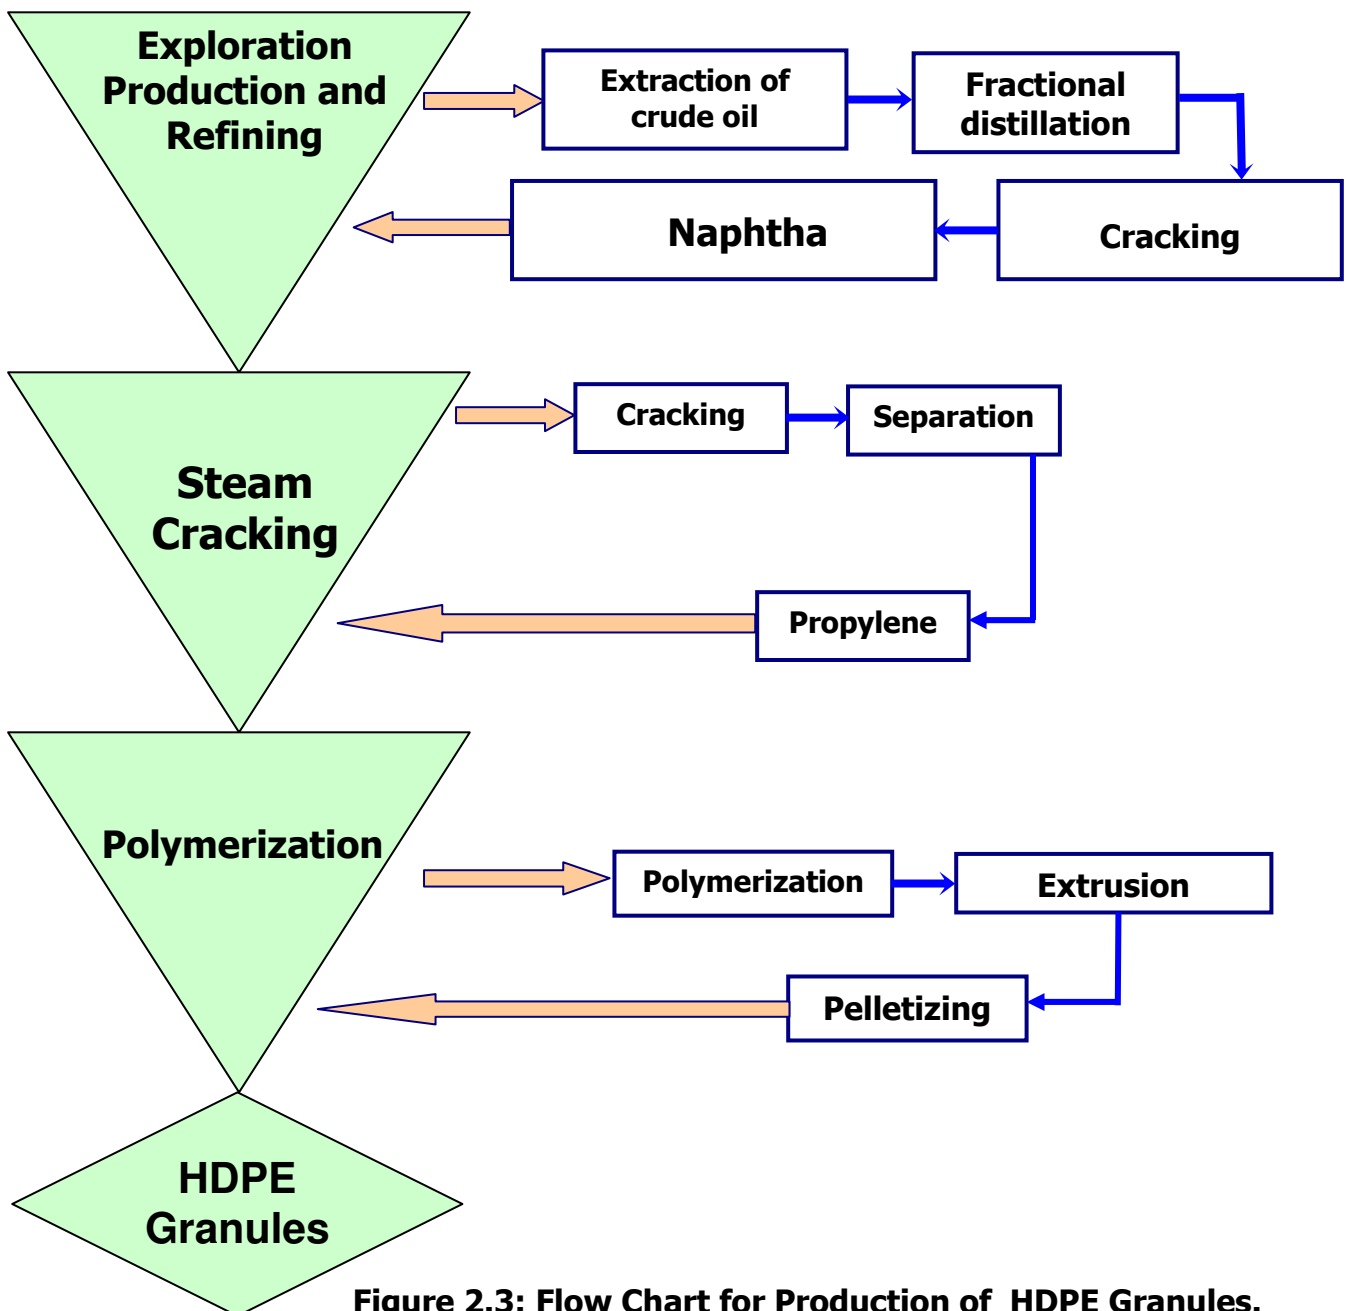 Exploration
Production and
Refining
Extraction of
crude oil
Fractional
distillation
Naphtha
Cracking
Steam
Cracking
Cracking
Separation
Propylene
Polymerization
Polymerization
Extrusion
Pelletizing
HDPE
Granules
Figure 2.3: Flow Chart for Production of HDPE Granules.